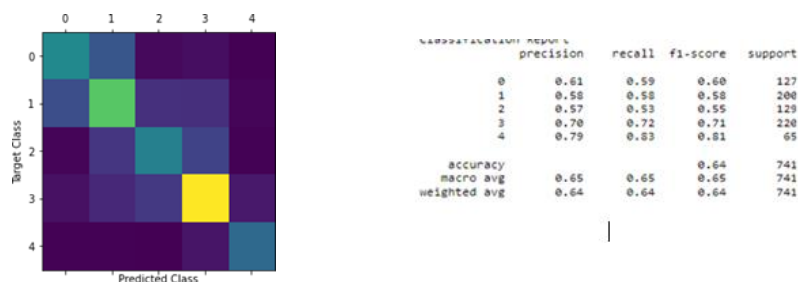 0 1 2 3 4
0
1
2
3
4
Target Class
Predicted Class
Classification Report
precision recall f1-score support
0 0.61 0.59 0.60 127
1 0.58 0.58 0.58 200
2 0.57 0.53 0.55 129
3 0.70 0.72 0.71 220
4 0.79 0.83 0.81 65
accuracy 0.64 741
macro avg 0.65 0.65 0.65 741
weighted avg 0.64 0.64 0.64 741